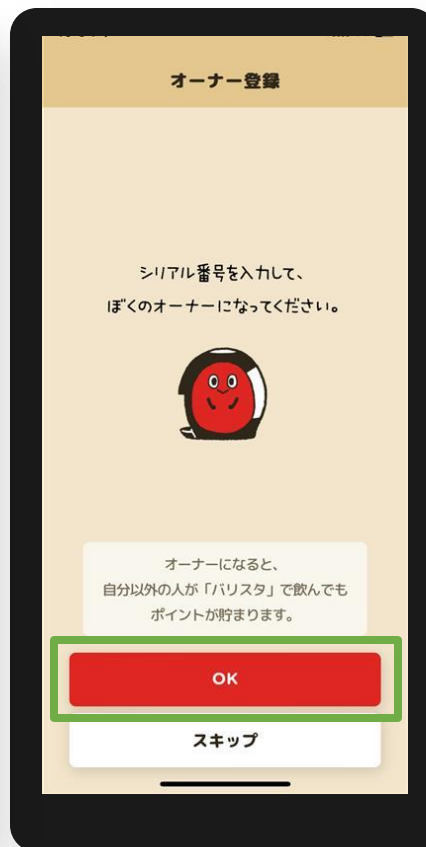 オーナー登録
シリアル番号を入力して、
ぼくのオーナーになってください。
オーナーになると、
自分以外の人が「バリスタ」で飲んでも
ポイントが貯まります。
OK
スキップ